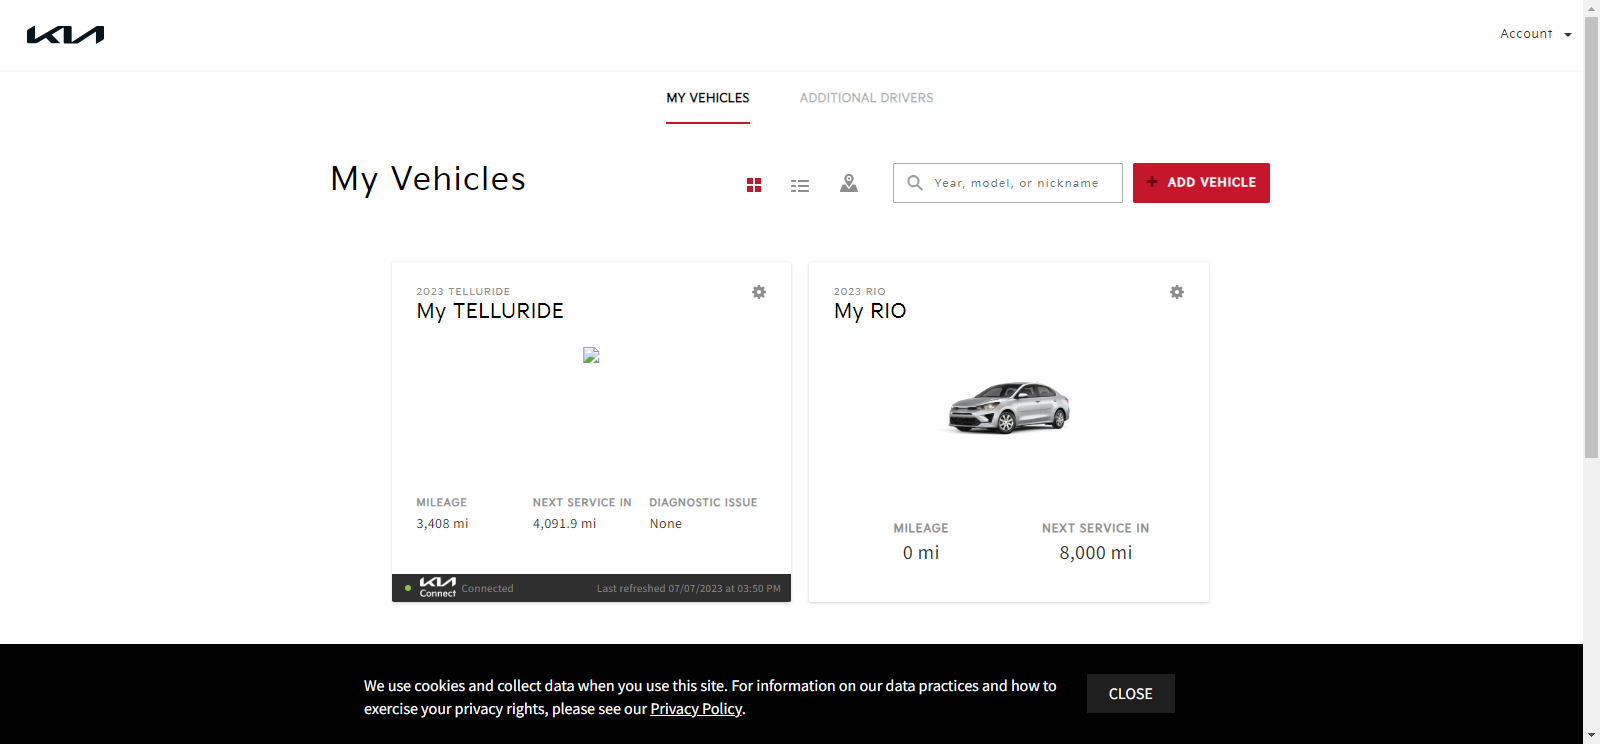 KIA
Account
MY VEHICLES
ADDITIONAL DRIVERS
My Vehicles
Year, model, or nickname
+ ADD VEHICLE
2023 TELLURIDE
My TELLURIDE
MILEAGE
NEXT SERVICE IN
DIAGNOSTIC ISSUE
3,408 mi
4,091.9 mi
None
KIA
Connect
Connected
Last refreshed 07/07/2023 at 03:50 PM
2023 RIO
My RIO
MILEAGE
NEXT SERVICE IN
0 mi
8,000 mi
We use cookies and collect data when you use this site. For information on our data practices and how to
exercise your privacy rights, please see our Privacy Policy.
CLOSE